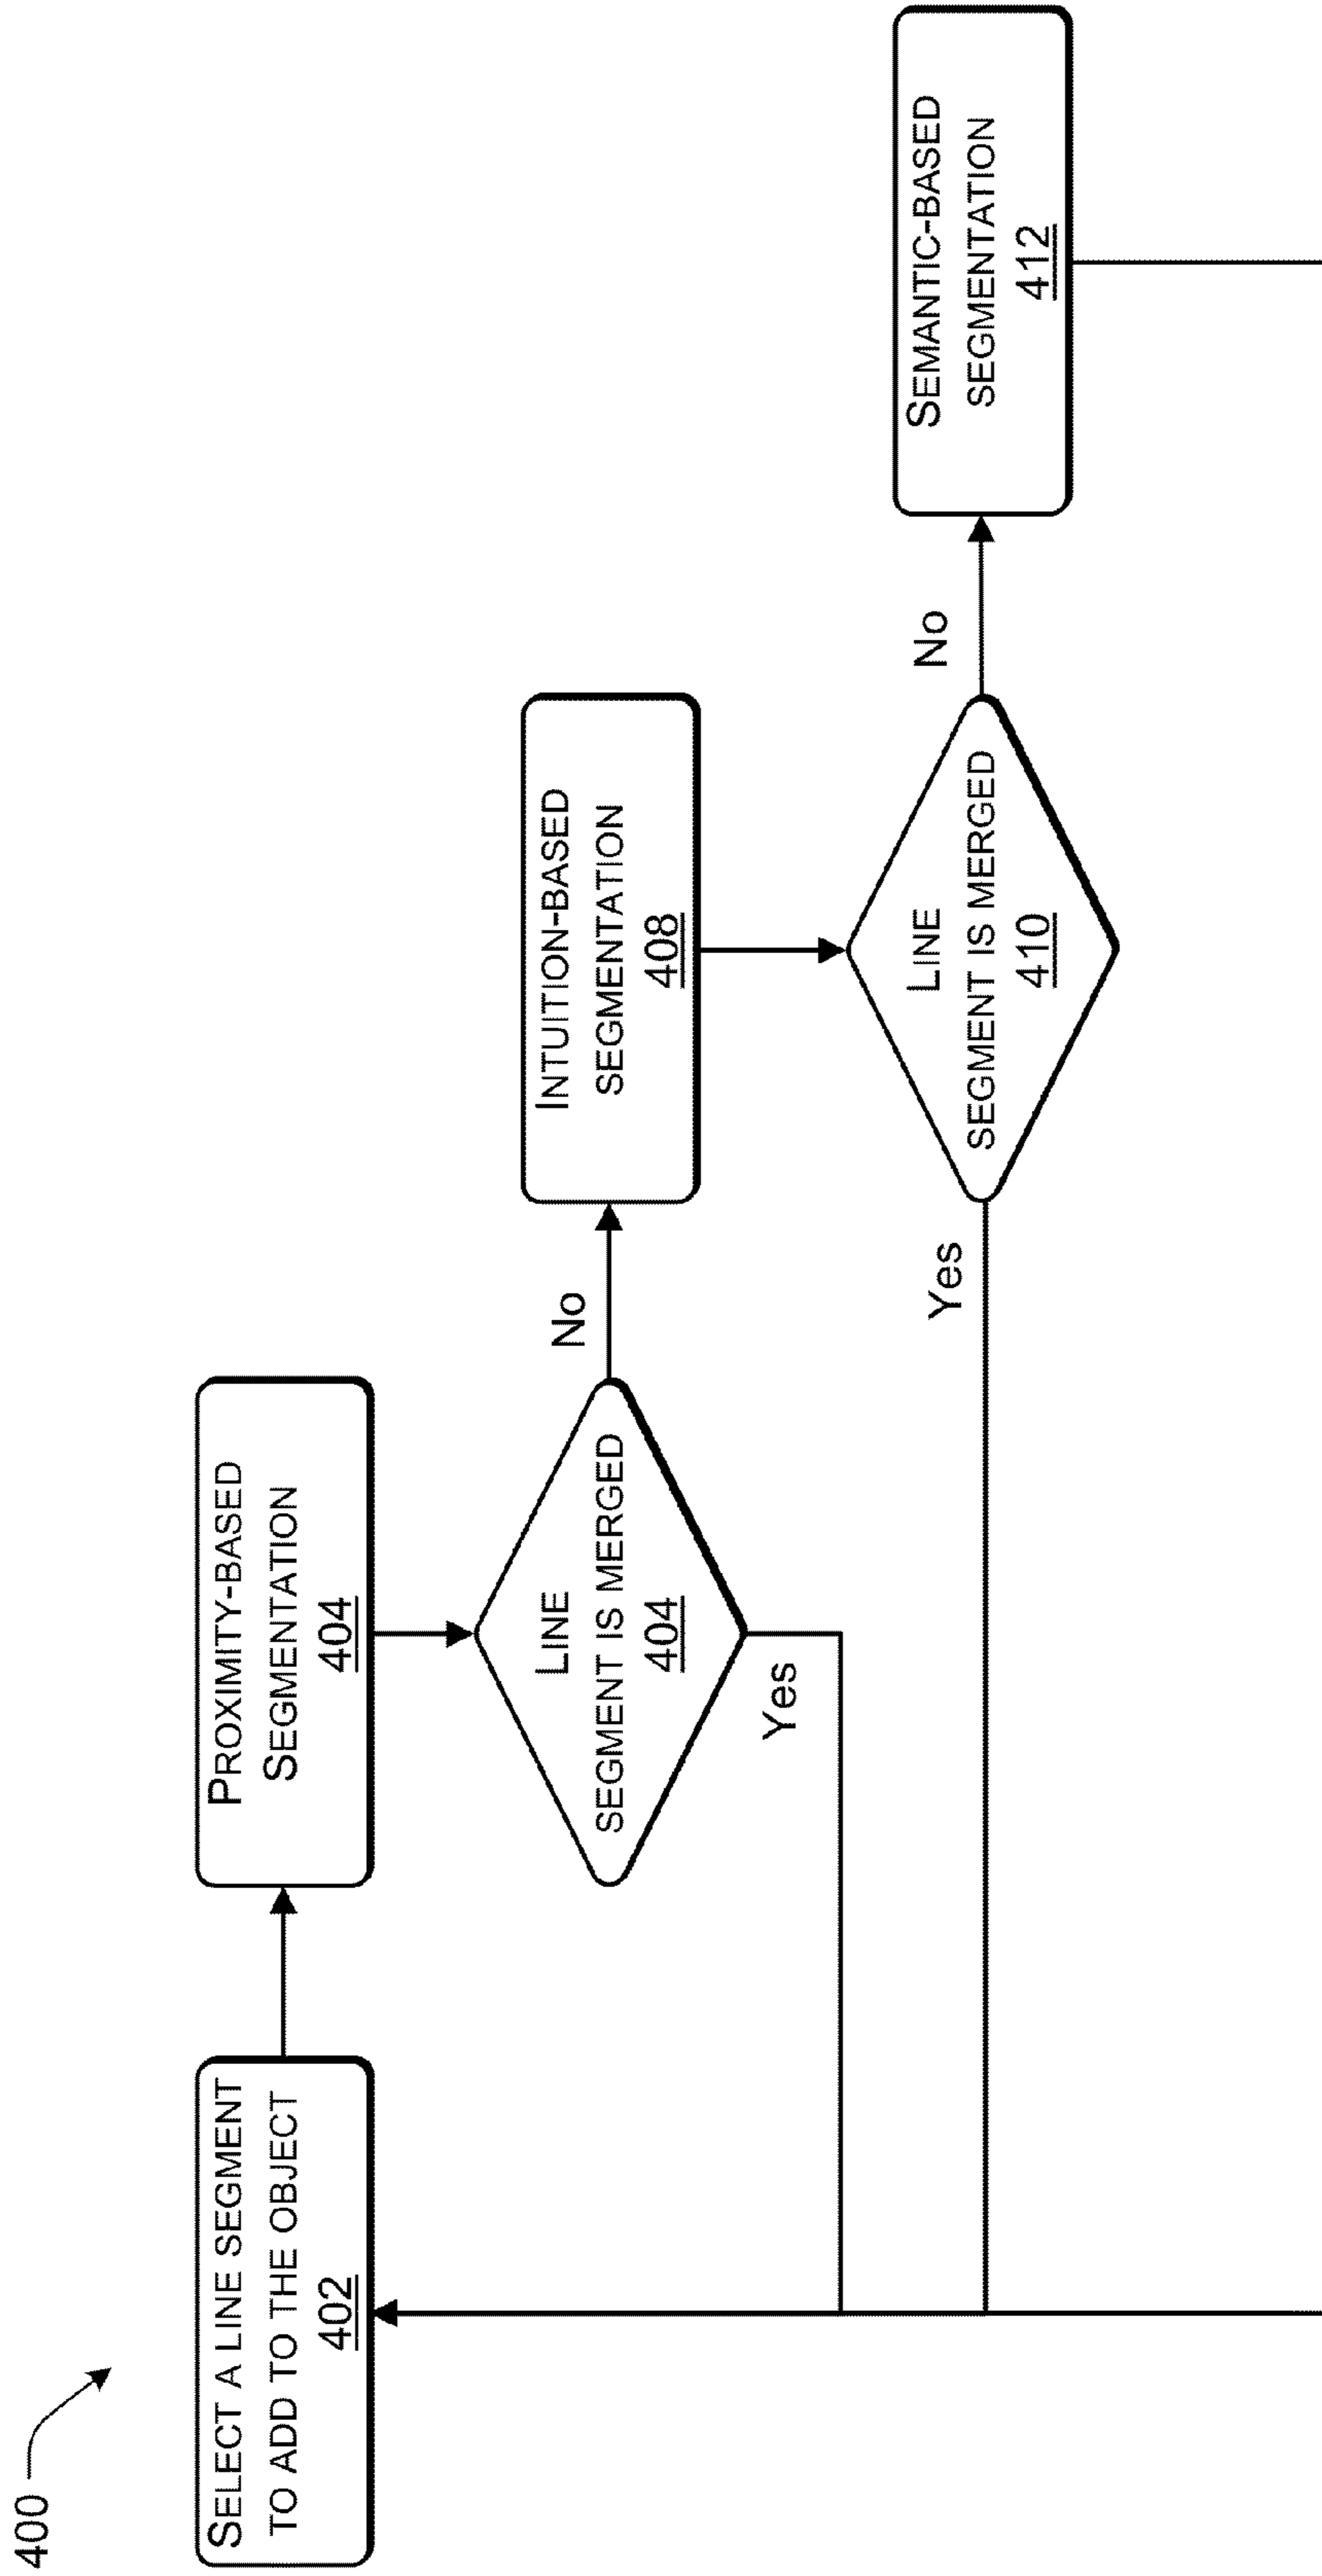 400
SELECT A LINE SEGMENT
TO ADD TO THE OBJECT
402
PROXIMITY-BASED
SEGMENTATION
404
LINE
SEGMENT IS MERGED
404
Yes
No
INTUITION-BASED
SEGMENTATION
408
LINE
SEGMENT IS MERGED
410
Yes
No
SEMANTIC-BASED
SEGMENTATION
412